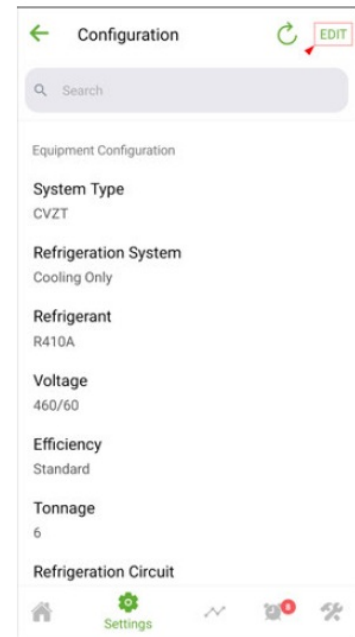 Configuration
EDIT
Search
Equipment Configuration
System Type
CVZT
Refrigeration System
Cooling Only
Refrigerant
R410A
Voltage
460/60
Efficiency
Standard
Tonnage
6
Refrigeration Circuit
Settings